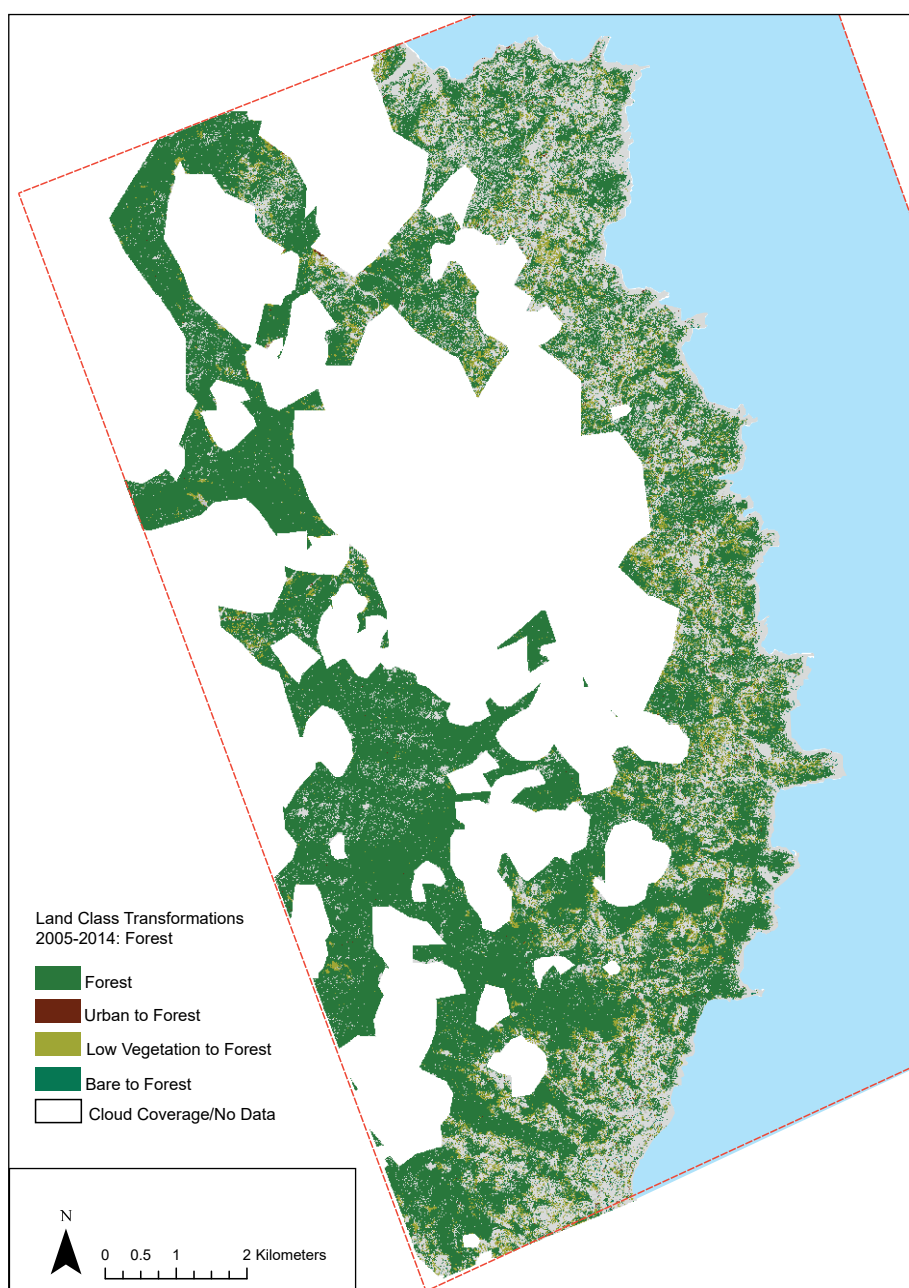 Land Class Transformations
2005-2014: Forest
Forest
Urban to Forest
Low Vegetation to Forest
Bare to Forest
Cloud Coverage/No Data
N
0 0.5 1 2 Kilometers